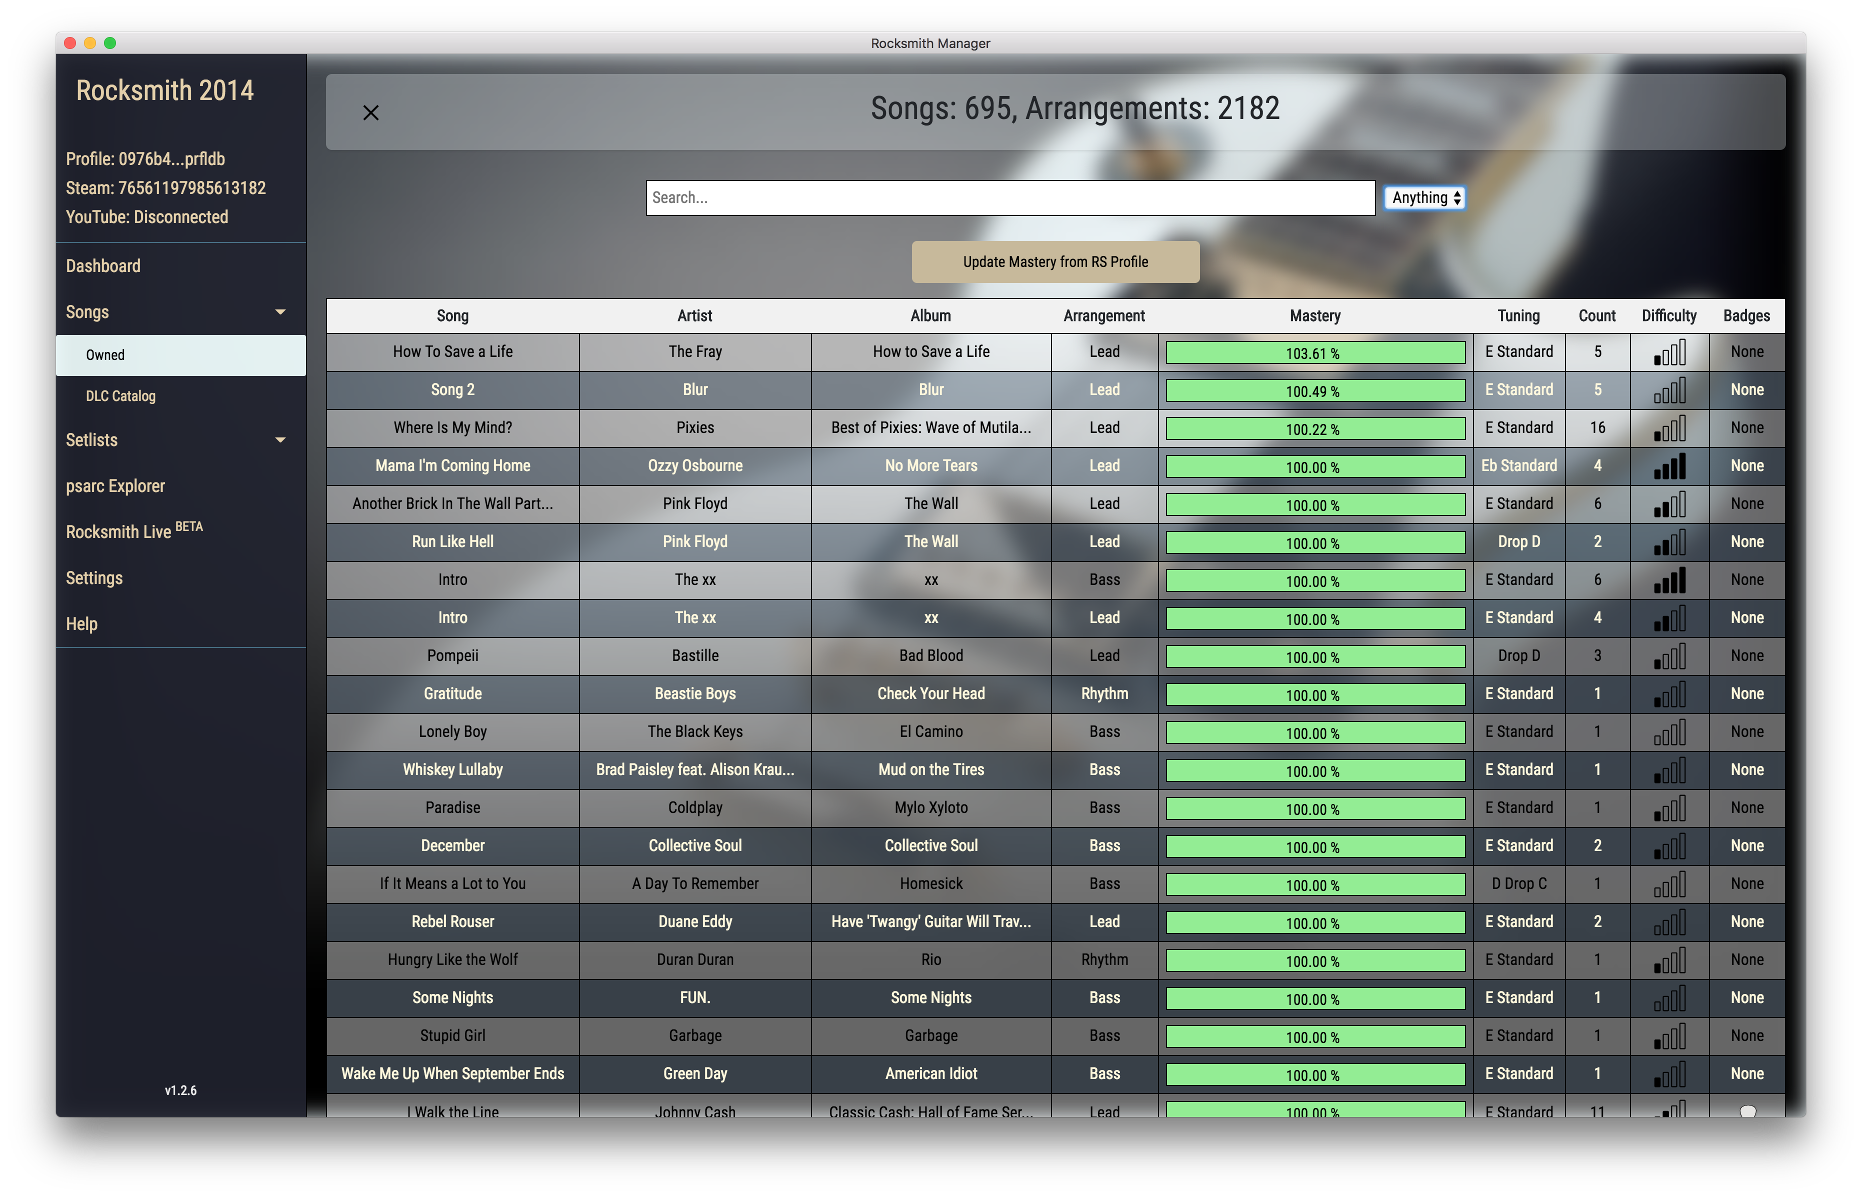 Rocksmith Manager
Rocksmith 2014
Profile: 0976b4...prfldb
Steam: 76561197985613182
YouTube: Disconnected
Dashboard
Songs
Owned
DLC Catalog
Setlists
psarc Explorer
Rocksmith Live BETA
Settings
Help
v1.2.6
Songs: 695, Arrangements: 2182
Search... Anything
Update Mastery from RS Profile
Song Artist Album Arrangement Mastery Tuning Count Difficulty Badges
How To Save a Life The Fray How to Save a Life Lead 103.61 % E Standard 5 None
Song 2 Blur Blur Lead 100.49 % E Standard 5 None
Where Is My Mind? Pixies Best of Pixies: Wave of Mutila... Lead 100.22 % E Standard 16 None
Mama I'm Coming Home Ozzy Osbourne No More Tears Lead 100.00 % Eb Standard 4 None
Another Brick In The Wall Part... Pink Floyd The Wall Lead 100.00 % E Standard 6 None
Run Like Hell Pink Floyd The Wall Lead 100.00 % Drop D 2 None
Intro The xx xx Bass 100.00 % E Standard 6 None
Intro The xx xx Lead 100.00 % E Standard 4 None
Pompeii Bastille Bad Blood Lead 100.00 % Drop D 3 None
Gratitude Beastie Boys Check Your Head Rhythm 100.00 % E Standard 1 None
Lonely Boy The Black Keys El Camino Bass 100.00 % E Standard 1 None
Whiskey Lullaby Brad Paisley feat. Alison Krau... Mud on the Tires Bass 100.00 % E Standard 1 None
Paradise Coldplay Mylo Xyloto Bass 100.00 % E Standard 1 None
December Collective Soul Collective Soul Bass 100.00 % E Standard 2 None
If It Means a Lot to You A Day To Remember Homesick Bass 100.00 % D Drop C 1 None
Rebel Rouser Duane Eddy Have 'Twangy' Guitar Will Trav... Lead 100.00 % E Standard 2 None
Hungry Like the Wolf Duran Duran Rio Rhythm 100.00 % E Standard 1 None
Some Nights FUN. Some Nights Bass 100.00 % E Standard 1 None
Stupid Girl Garbage Garbage Bass 100.00 % E Standard 1 None
Wake Me Up When September Ends Green Day American Idiot Bass 100.00 % E Standard 1 None
I Walk the Line Johnny Cash Classic Cash: Hall of Fame Ser... Lead 100.00 % E Standard 11